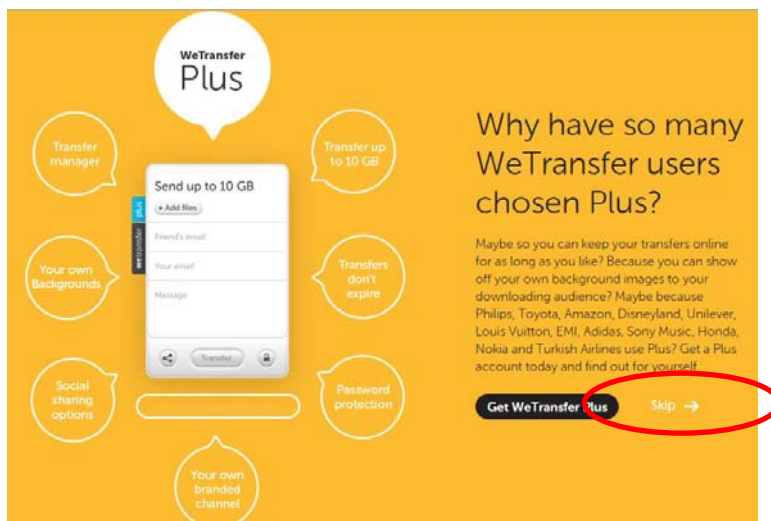 WeTransfer
Plus
Transfer
manager
Transfer up
to 10 GB
Send up to 10 GB
+ Add files
Friend's email
Your email
Message
Transfer
wetransfer plus
Your own
Backgrounds
Transfers
don't
expire
Social
sharing
options
Password
protection
Your own
branded
channel
Why have so many
WeTransfer users
chosen Plus?
Maybe so you can keep your transfers online
for as long as you like? Because you can show
off your own background images to your
downloading audience? Maybe because
Philips, Toyota, Amazon, Disneyland, Unilever,
Louis Vuitton, EMI, Adidas, Sony Music, Honda,
Nokia and Turkish Airlines use Plus? Get a Plus
account today and find out for yourself
Get WeTransfer Plus
Skip →